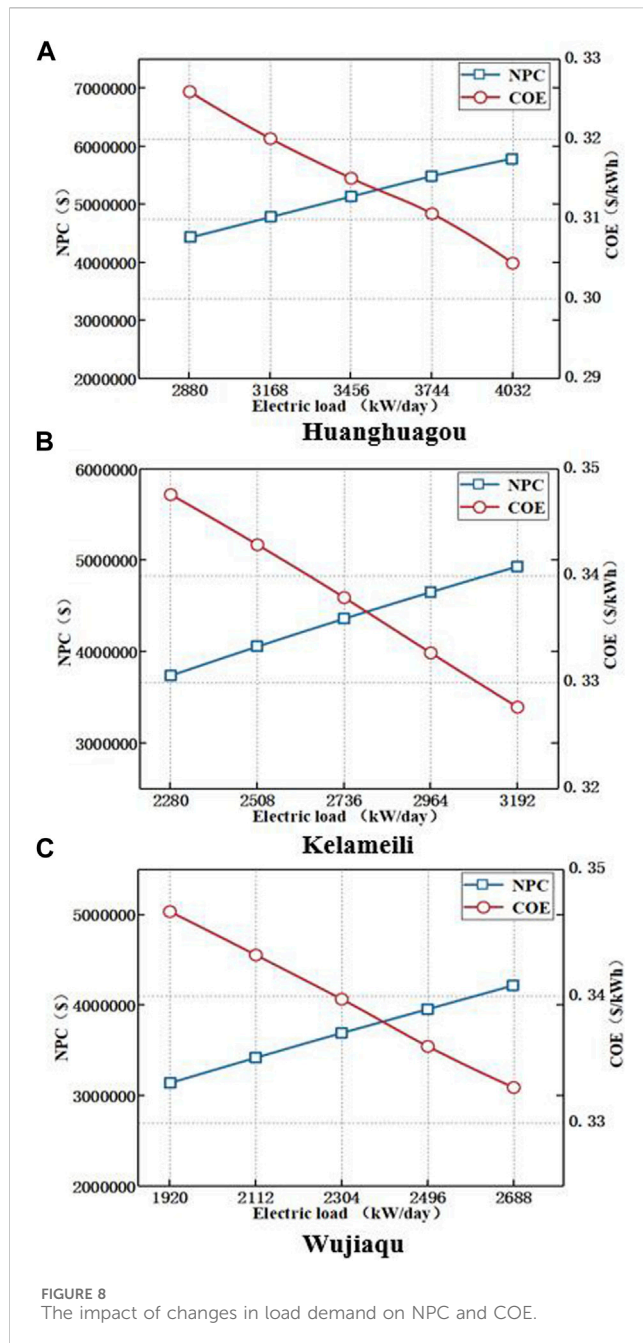 A
NPC
COE
7000000
6000000
5000000
4000000
3000000
2000000
NPC ($)
0.33
0.32
0.31
0.30
0.29
COE ($/kWh)
2880 3168 3456 3744 4032
Electric load (kW/day)
Huanghuagou
B
NPC
COE
6000000
5000000
4000000
3000000
NPC ($)
0.35
0.34
0.33
0.32
COE ($/kWh)
2280 2508 2736 2964 3192
Electric load (kW/day)
Kelameili
C
NPC
COE
5000000
4000000
3000000
2000000
NPC ($)
0.35
0.34
0.33
COE ($/kWh)
1920 2112 2304 2496 2688
Electric load (kW/day)
Wujiaqu
FIGURE 8
The impact of changes in load demand on NPC and COE.